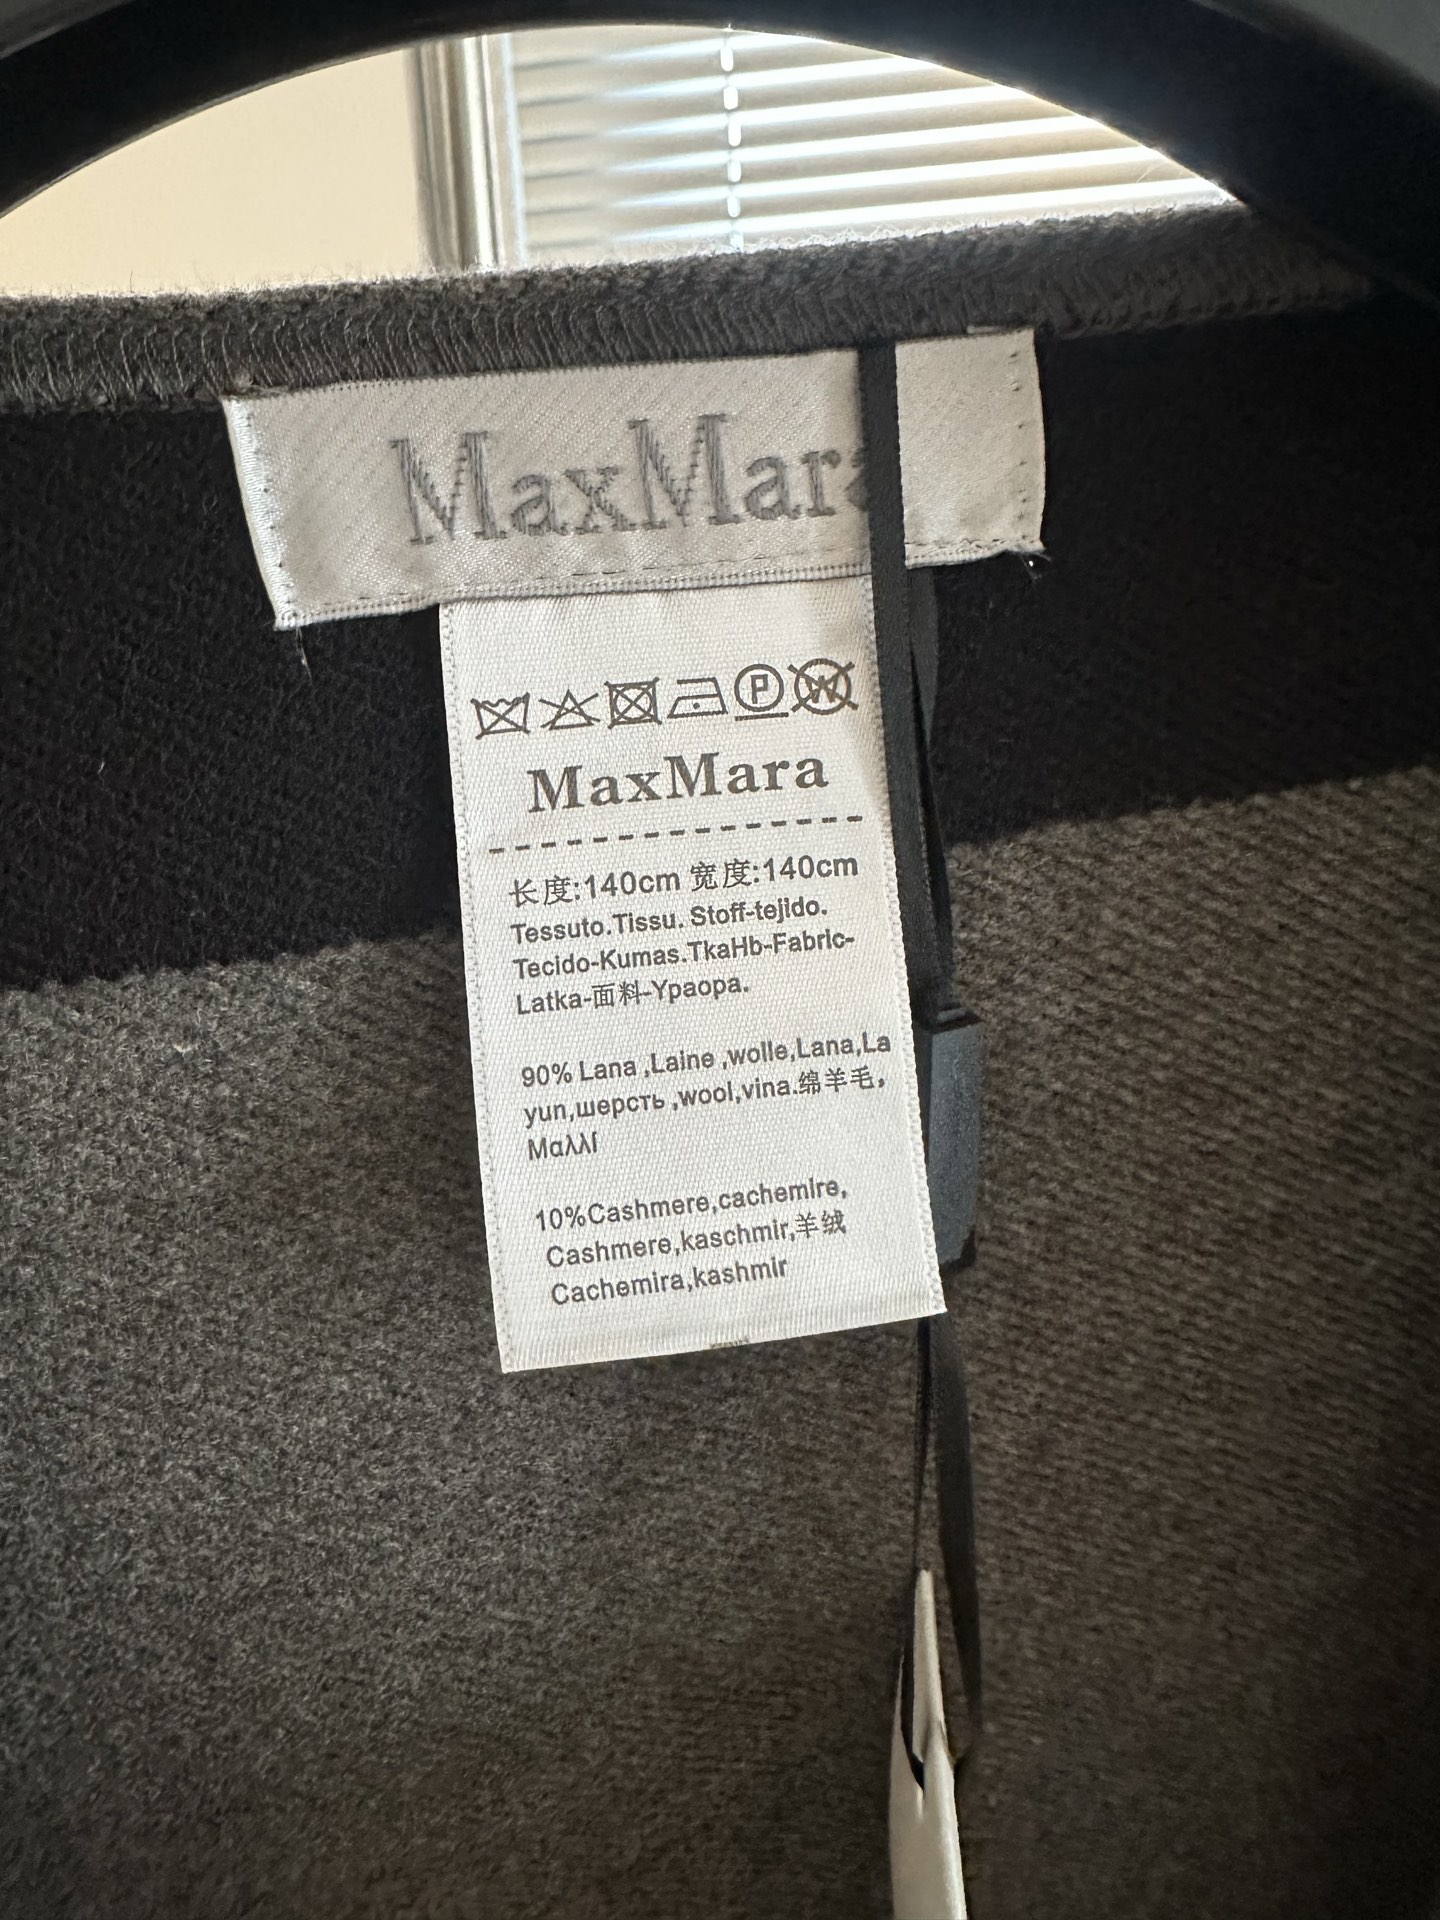 MaxMara
P W
MaxMara
长度:140cm 宽度:140cm
Tessuto.Tissu. Stoff-tejido.
Tecido-Kumas.TkaHb-Fabric-
Latka-面料-Ypaopa.
90% Lana ,Laine ,wolle,Lana,La
yun,шерсть ,wool,vina.绵羊毛,
Μαλλί
10%Cashmere,cachemire,
Cashmere,kaschmir,羊绒
Cachemira,kashmir